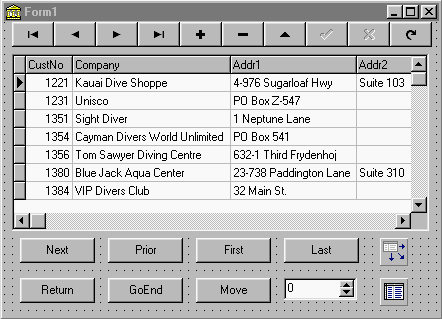 Form1
CustNo Company Addr1 Addr2
1221 Kauai Dive Shoppe 4-976 Sugarloaf Hwy Suite 103
1231 Unisco PO Box Z-547
1351 Sight Diver 1 Neptune Lane
1354 Cayman Divers World Unlimited PO Box 541
1356 Tom Sawyer Diving Centre 632-1 Third Frydenhoj
1380 Blue Jack Aqua Center 23-738 Paddington Lane Suite 310
1384 VIP Divers Club 32 Main St.
Next Prior First Last
Return GoEnd Move 0